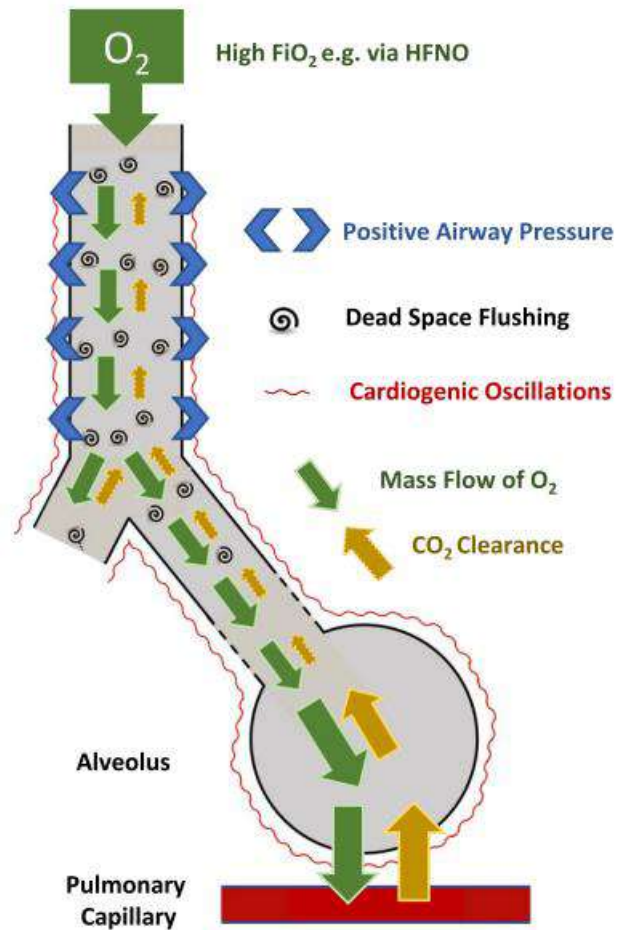 O₂
High FiO₂ e.g. via HFNO
Positive Airway Pressure
Dead Space Flushing
Cardiogenic Oscillations
Mass Flow of O₂
CO₂ Clearance
Alveolus
Pulmonary
Capillary